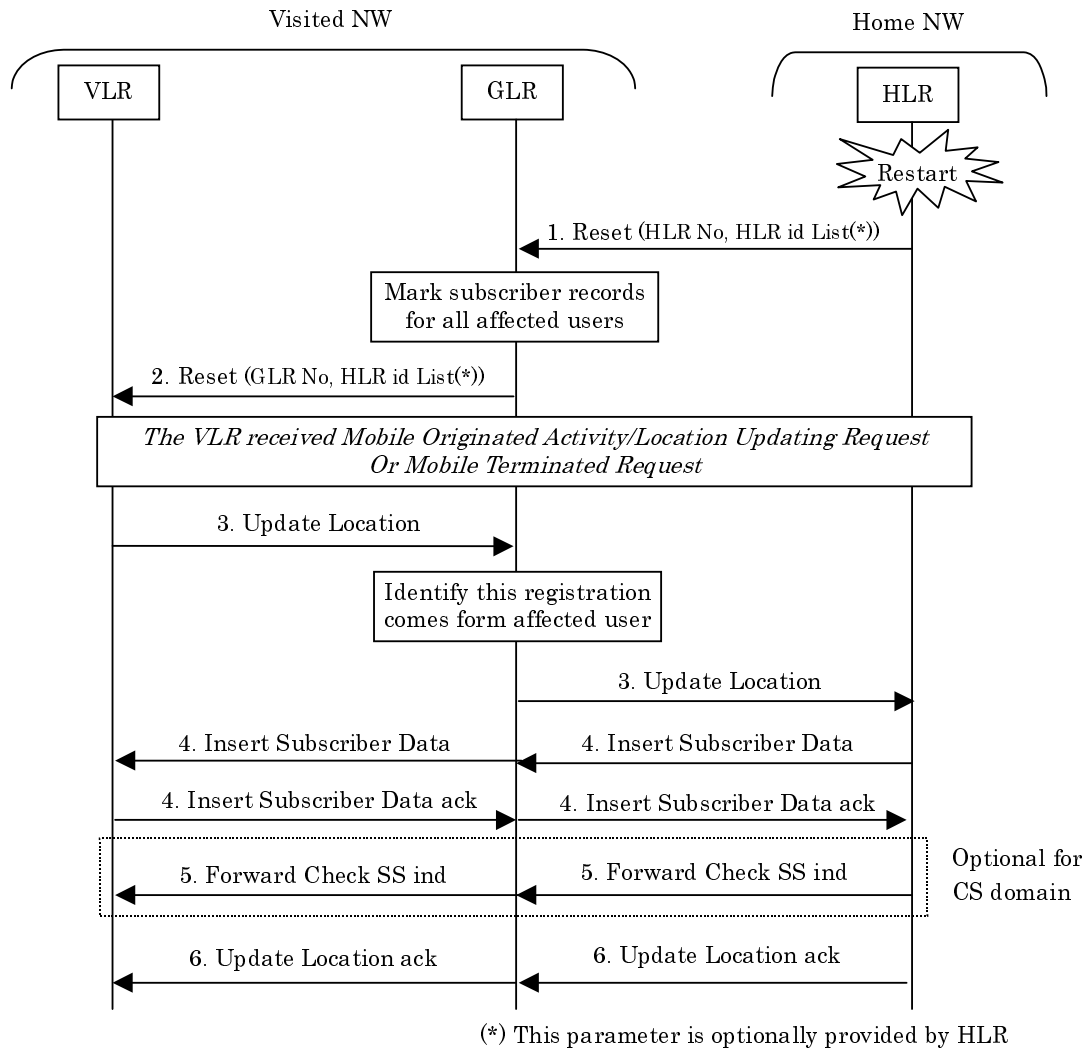 Visited NW
Home NW
VLR
GLR
HLR
Restart
1. Reset (HLR No, HLR id List(*))
Mark subscriber records
for all affected users
2. Reset (GLR No, HLR id List(*))
The VLR received Mobile Originated Activity/Location Updating Request
Or Mobile Terminated Request
3. Update Location
Identify this registration
comes form affected user
3. Update Location
4. Insert Subscriber Data
4. Insert Subscriber Data
4. Insert Subscriber Data ack
4. Insert Subscriber Data ack
5. Forward Check SS ind
5. Forward Check SS ind
Optional for
CS domain
6. Update Location ack
6. Update Location ack
(*) This parameter is optionally provided by HLR